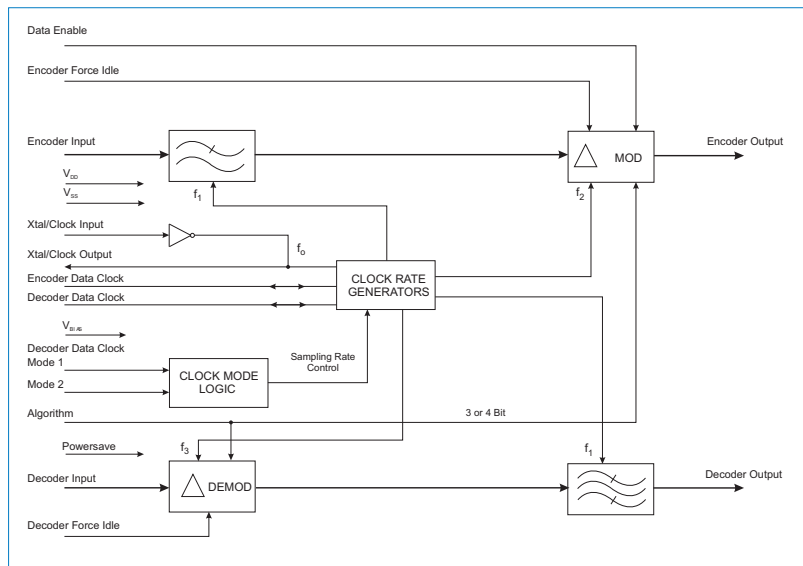 Data Enable
Encoder Force Idle
Encoder Input
MOD
Encoder Output
V_DD
V_SS
f1
f2
Xtal/Clock Input
fo
Xtal/Clock Output
CLOCK RATE
GENERATORS
Encoder Data Clock
Decoder Data Clock
V_BIAS
Decoder Data Clock
Mode 1
Sampling Rate
Control
CLOCK MODE
LOGIC
Mode 2
Algorithm
3 or 4 Bit
Powersave
f3
f1
Decoder Input
DEMOD
Decoder Output
Decoder Force Idle